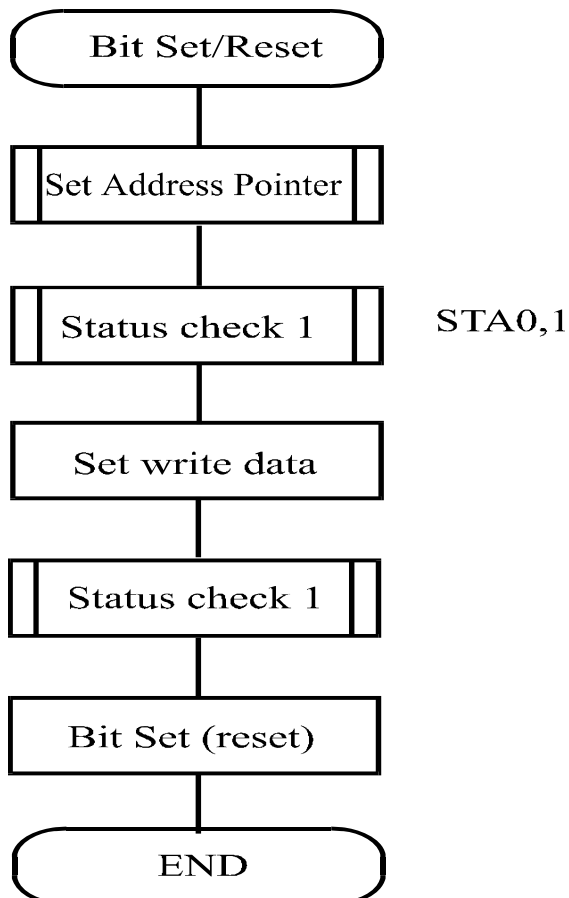 Bit Set/Reset
Set Address Pointer
Status check 1
STA0,1
Set write data
Status check 1
Bit Set (reset)
END